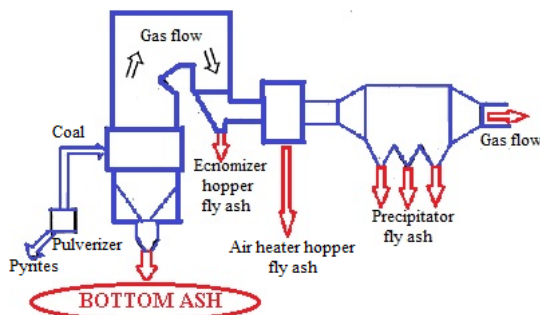 Gas flow
Coal
Gas flow
Ecnomizer
hopper
fly ash
Pulverizer
Pyrites
Precipitator
fly ash
Air heater hopper
fly ash
BOTTOM ASH